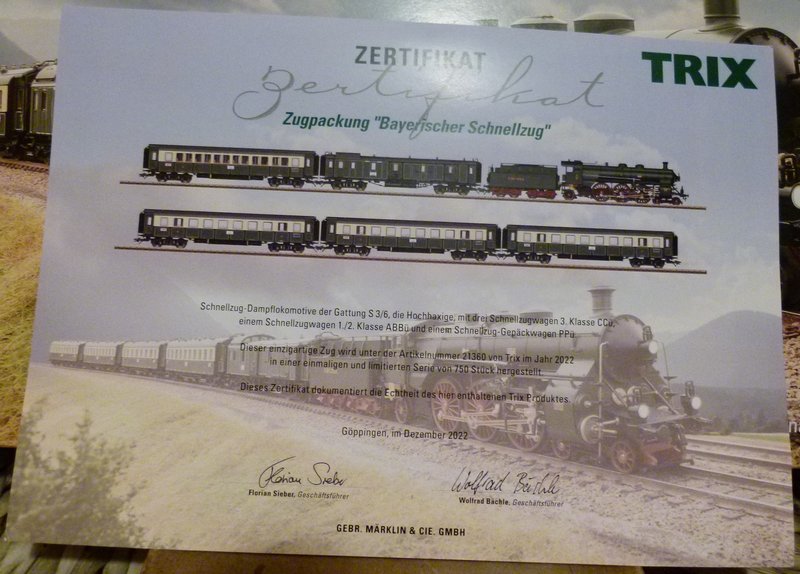 ZERTIFIKAT
Zertifikat
TRIX
Zugpackung "Bayerischer Schnellzug"
Schnellzug-Dampflokomotive der Gattung S 3/6, die Hochhaxige, mit drei Schnellzugwagen 3. Klasse CCü,
einem Schnellzugwagen 1./2. Klasse ABBü und einem Schnellzug-Gepäckwagen PPü.
Dieser einzigartige Zug wird unter der Artikelnummer 21360 von Trix im Jahr 2022
in einer einmaligen und limitierten Serie von 750 Stück hergestellt.
Dieses Zertifikat dokumentiert die Echtheit des hier enthaltenen Trix Produktes.
Göppingen, im Dezember 2022
Florian Sieber
Wolfrad Bächle
Florian Sieber, Geschäftsführer
Wolfrad Bächle, Geschäftsführer
GEBR. MÄRKLIN & CIE. GMBH